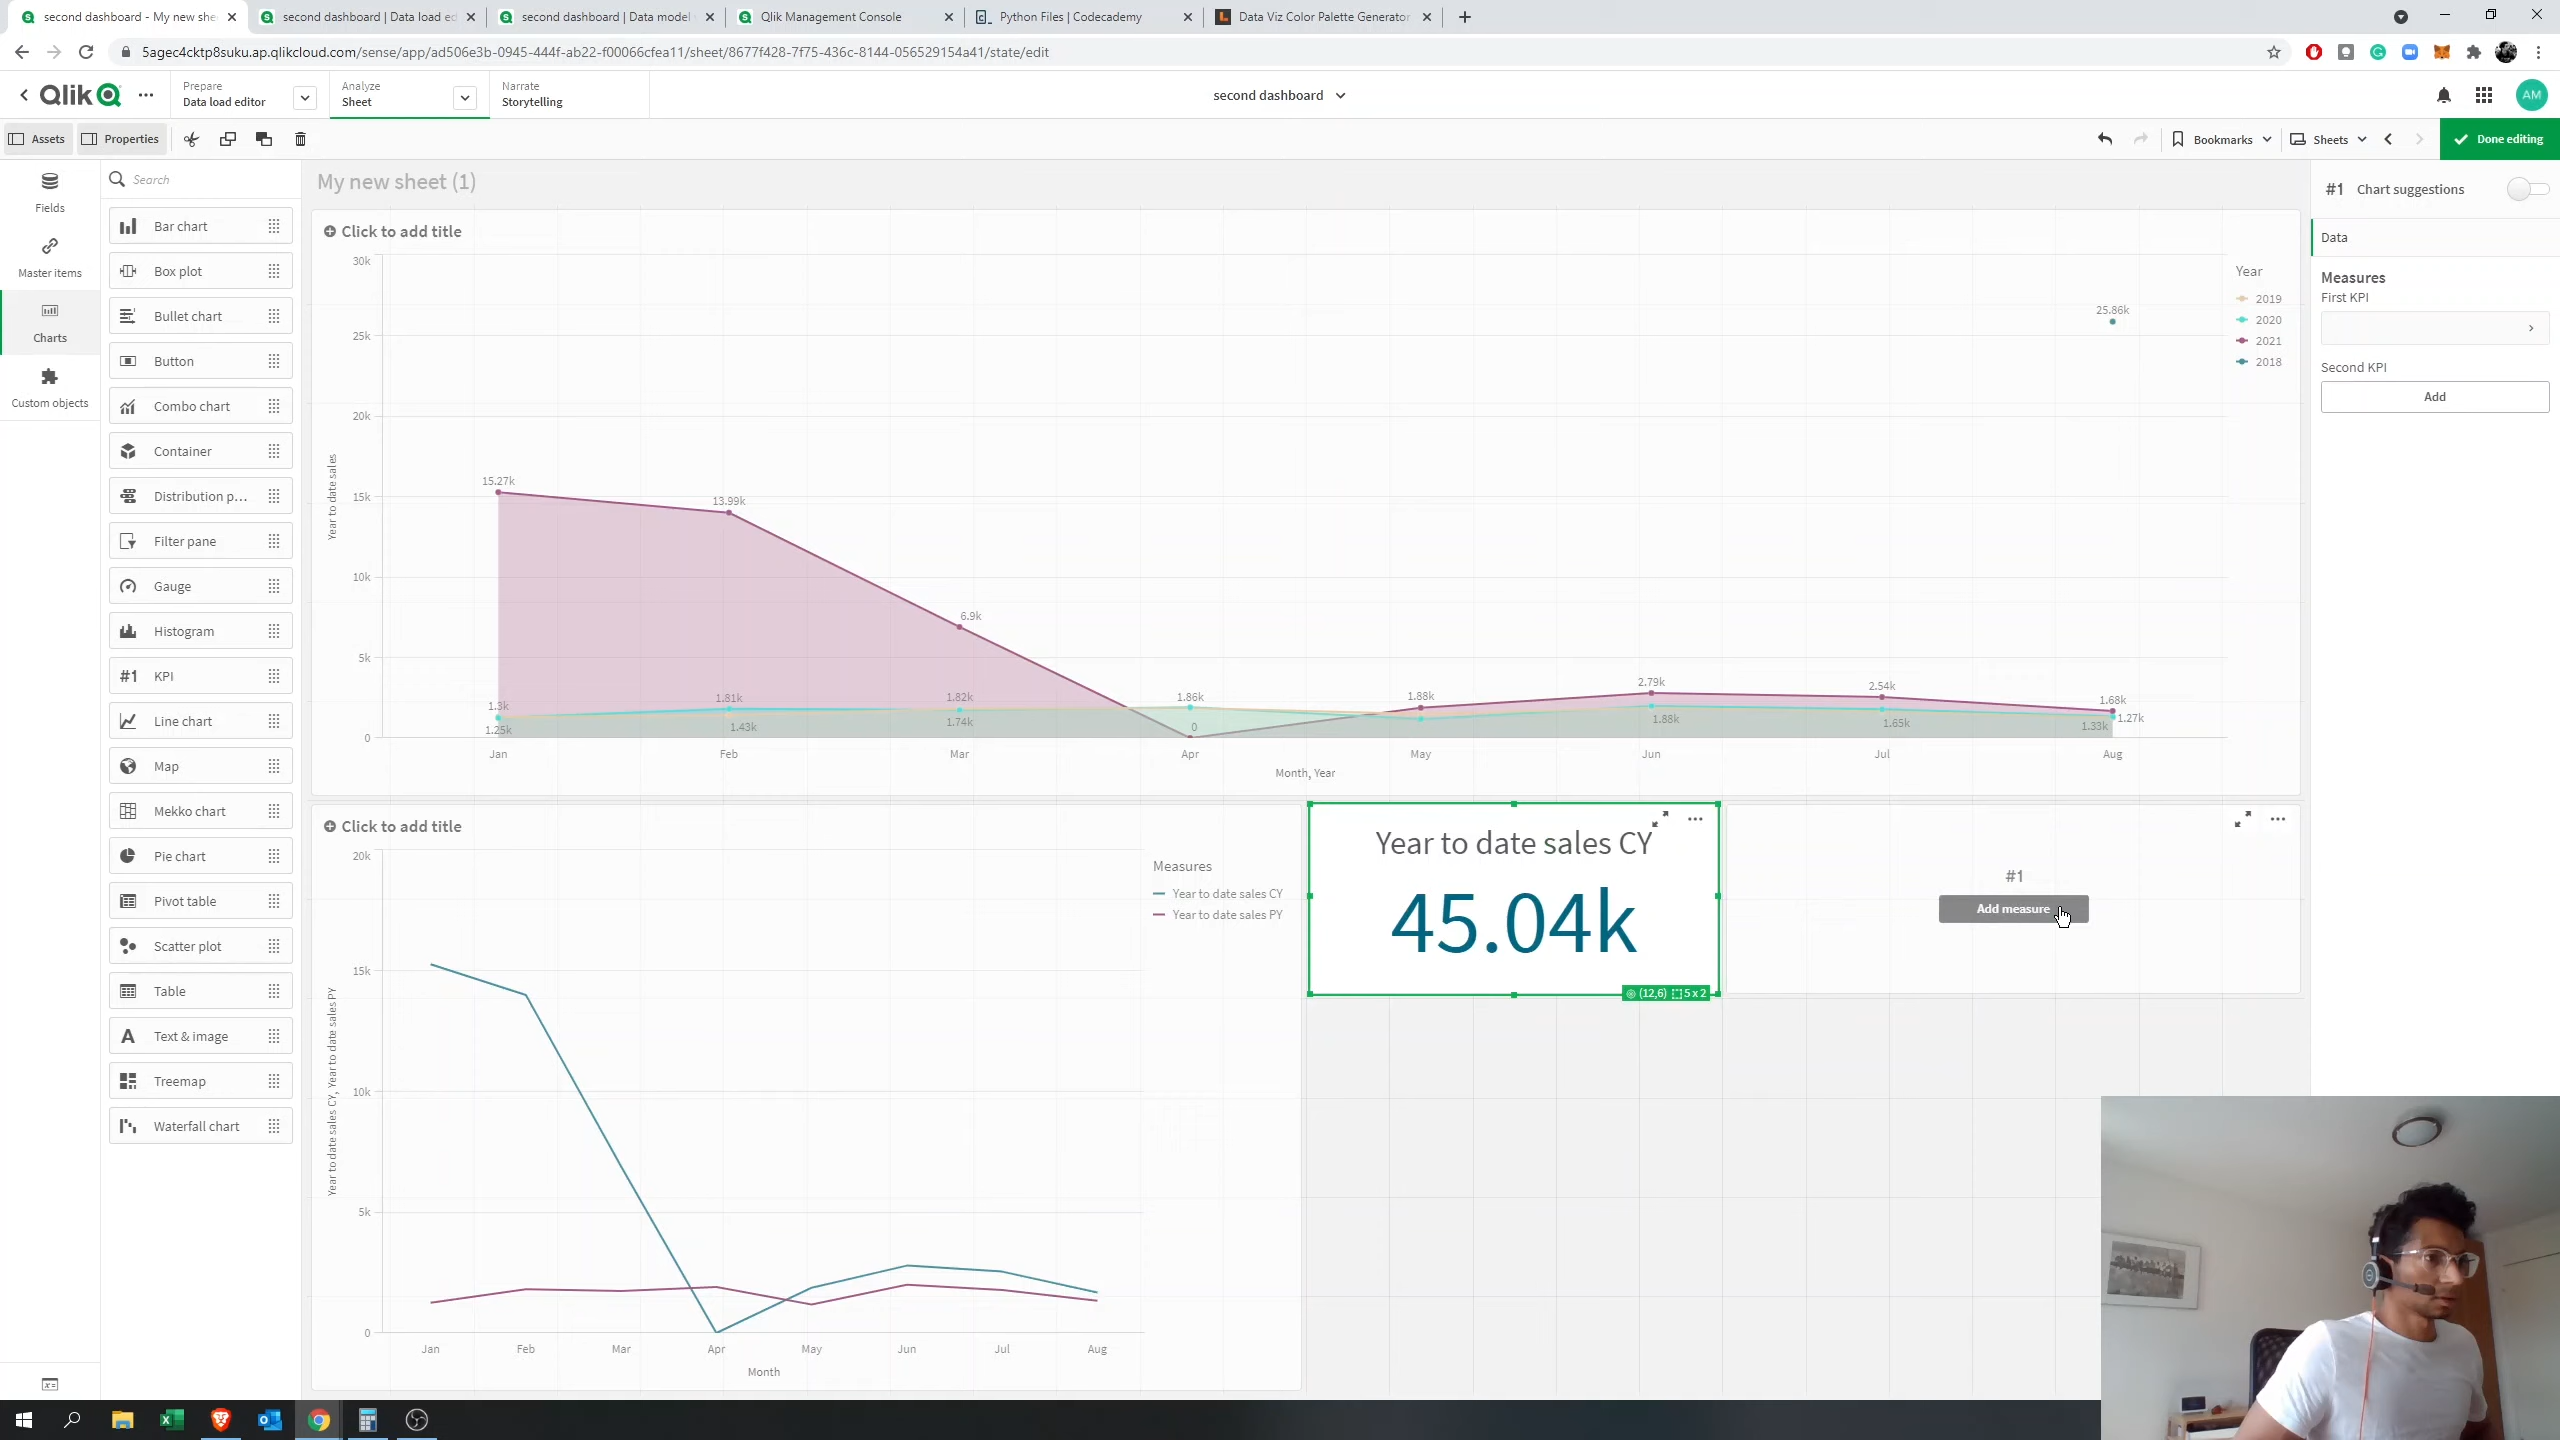 second dashboard - My new she
second dashboard | Data load ed
second dashboard | Data model
Qlik Management Console
Python Files | Codecademy
Data Viz Color Palette Generator
5agec4cktp8suku.ap.qlikcloud.com/sense/app/ad506e3b-0945-444f-ab22-f00066cfea11/sheet/8677f428-7f75-436c-8144-056529154a41/state/edit
Qlik
Prepare
Data load editor
Analyze
Sheet
Narrate
Storytelling
second dashboard
AM
Assets
Properties
Bookmarks
Sheets
Done editing
Fields
Master items
Charts
Custom objects
Search
Bar chart
Box plot
Bullet chart
Button
Combo chart
Container
Distribution p...
Filter pane
Gauge
Histogram
#1 KPI
Line chart
Map
Mekko chart
Pie chart
Pivot table
Scatter plot
Table
A Text & image
Treemap
Waterfall chart
My new sheet (1)
Click to add title
30k
25k
20k
15k
10k
5k
0
Year to date sales
15.27k
13.99k
6.9k
1.3k
1.25k
1.81k
1.43k
1.82k
1.74k
1.86k
0
1.88k
2.79k
1.88k
2.54k
1.65k
25.86k
1.68k
1.27k
1.33k
Jan
Feb
Mar
Apr
May
Jun
Jul
Aug
Month, Year
Year
2019
2020
2021
2018
Click to add title
20k
15k
10k
5k
0
Year to date sales CY, Year to date sales PY
Jan
Feb
Mar
Apr
May
Jun
Jul
Aug
Month
Measures
Year to date sales CY
Year to date sales PY
Year to date sales CY
45.04k
(12,6) 5 x 2
#1
Add measure
#1 Chart suggestions
Data
Measures
First KPI
Second KPI
Add